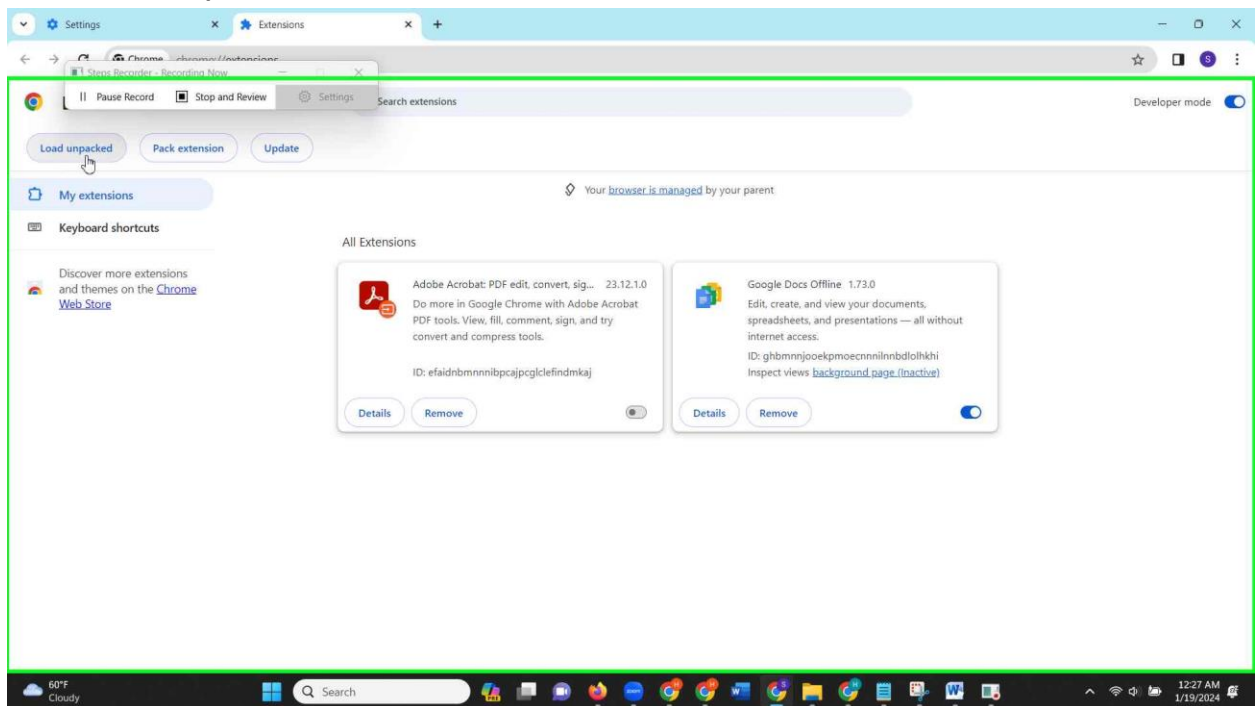 Settings
Extensions
Chrome
Steps Recorder - Recording Now
Pause Record
Stop and Review
Settings
Search extensions
Developer mode
Load unpacked
Pack extension
Update
My extensions
Your browser is managed by your parent
Keyboard shortcuts
All Extensions
Discover more extensions
and themes on the Chrome
Web Store
Adobe Acrobat: PDF edit, convert, sig... 23.12.1.0
Do more in Google Chrome with Adobe Acrobat
PDF tools. View, fill, comment, sign, and try
convert and compress tools.
ID: efaidnbmnnnibpcajpcglclefindmkaj
Details
Remove
Google Docs Offline 1.73.0
Edit, create, and view your documents,
spreadsheets, and presentations — all without
internet access.
ID: ghbmnnjooekpmoecnnnilnnbdlolhkhi
Inspect views background page (Inactive)
Details
Remove
60°F
Cloudy
Search
12:27 AM
1/19/2024